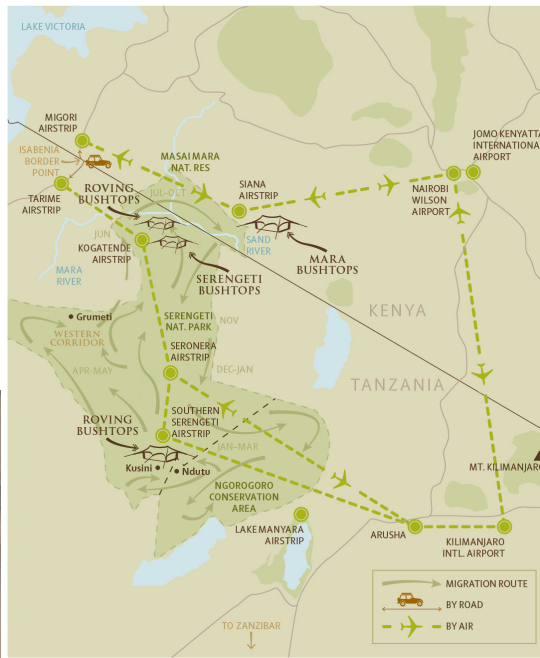 LAKE VICTORIA
MIGORI
AIRSTRIP
JOMO KENYATTA
INTERNATIONA
AIRPORT
ISABENIA
BORDER
POINT
MASAI MARA
NAT. RES
TARIME
AIRSTRIP
ROVING
BUSHTOPS
JUL-OCT
SIANA
AIRSTRIP
NAIROBI
WILSON
AIRPORT
JUN
KOGATENDE
AIRSTRIP
SAND
RIVER
MARA
BUSHTOPS
MARA
RIVER
SERENGETI
BUSHTOPS
KENYA
Grumeti
WESTERN
CORRIDOR
SERENGETI
NAT. PARK
NOV
SERONERA
AIRSTRIP
APR-MAY
DEC-JAN
TANZANIA
ROVING
BUSHTOPS
SOUTHERN
SERENGETI
AIRSTRIP
JAN-MAR
Kusini
Ndutu
MT. KILIMANJARO
NGOROGORO
CONSERVATION
AREA
LAKE MANYARA
AIRSTRIP
ARUSHA
KILIMANJARO
INTL. AIRPORT
MIGRATION ROUTE
BY ROAD
BY AIR
TO ZANZIBAR